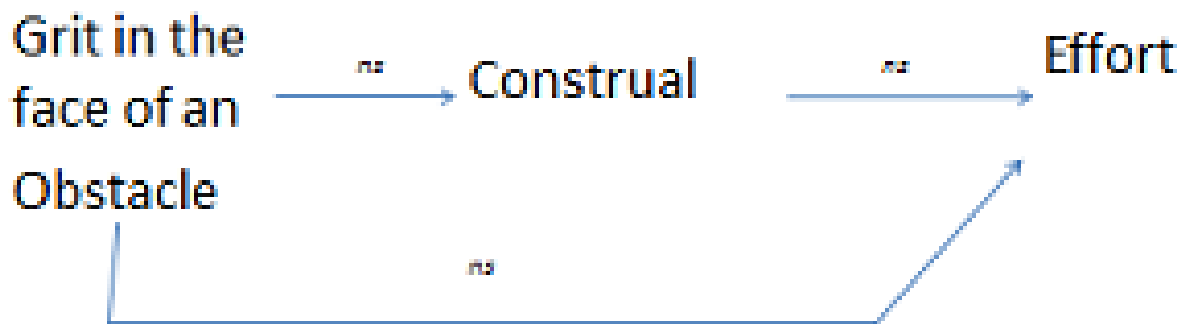 Grit in the
face of an
Obstacle
ns
Construal
ns
Effort
ns